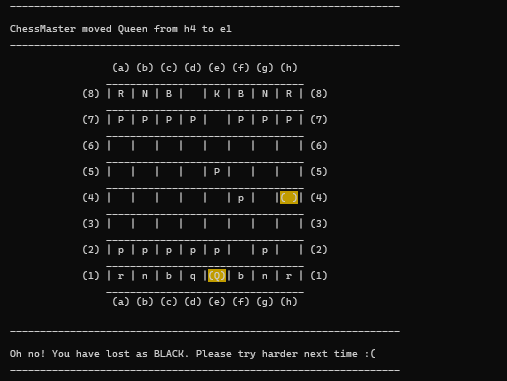 ChessMaster moved Queen from h4 to e1
(a) (b) (c) (d) (e) (f) (g) (h)
(8) | R | N | B |   | K | B | N | R | (8)
(7) | P | P | P | P |   | P | P | P | (7)
(6) |   |   |   |   |   |   |   |   | (6)
(5) |   |   |   |   | P |   |   |   | (5)
(4) |   |   |   |   |   | p |   |( )| (4)
(3) |   |   |   |   |   |   |   |   | (3)
(2) | p | p | p | p | p |   | p |   | (2)
(1) | r | n | b | q |(Q)| b | n | r | (1)
(a) (b) (c) (d) (e) (f) (g) (h)
Oh no! You have lost as BLACK. Please try harder next time :(